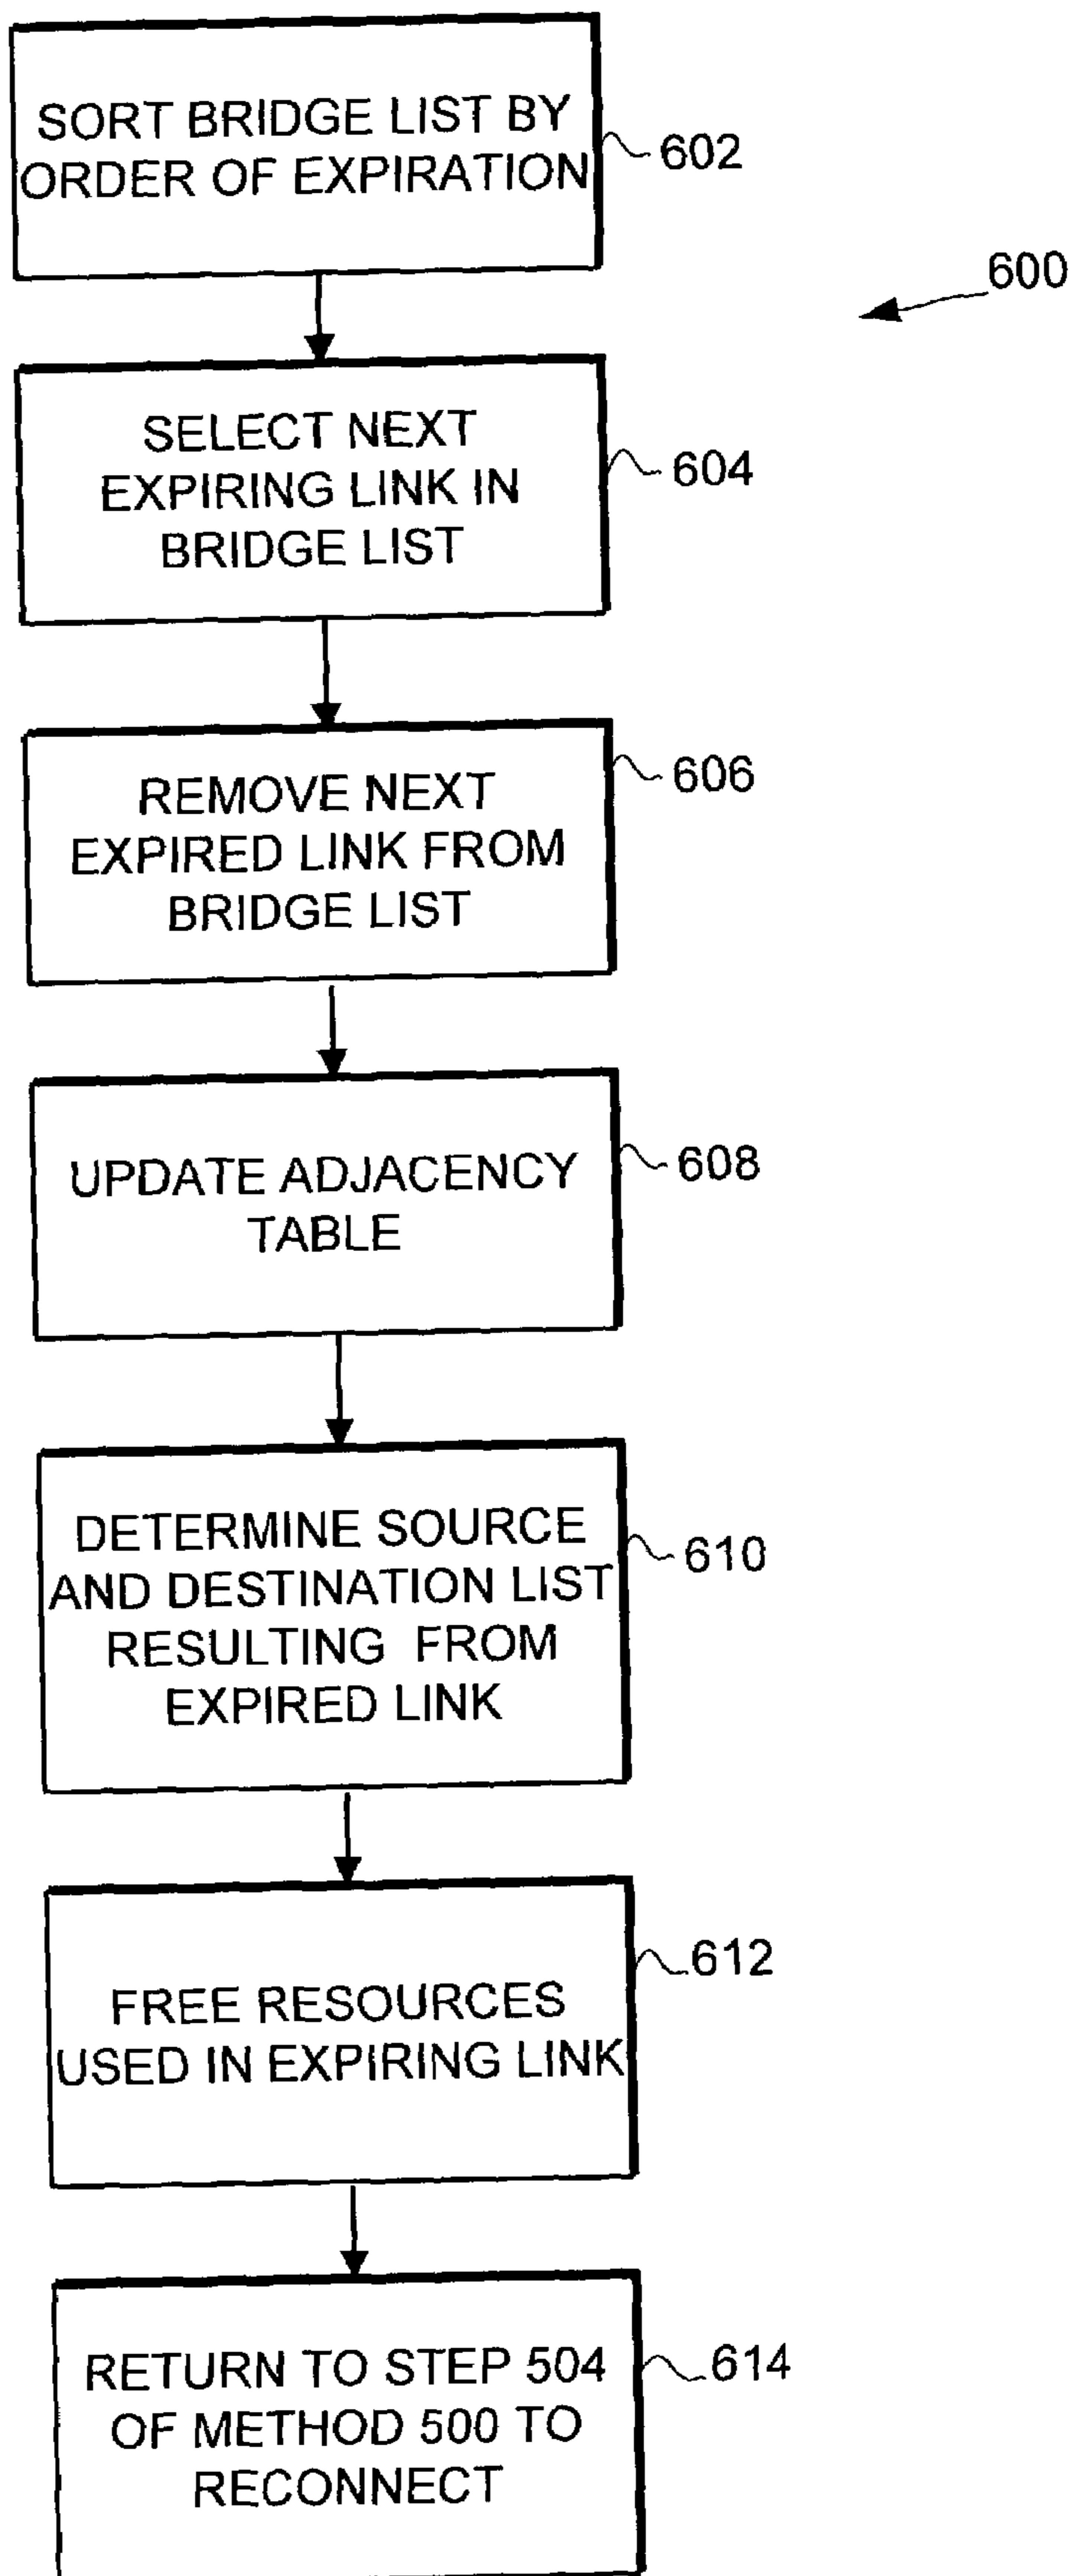 SORT BRIDGE LIST BY
ORDER OF EXPIRATION
602
600
SELECT NEXT
EXPIRING LINK IN
BRIDGE LIST
604
REMOVE NEXT
EXPIRED LINK FROM
BRIDGE LIST
606
UPDATE ADJACENCY
TABLE
608
DETERMINE SOURCE
AND DESTINATION LIST
RESULTING FROM
EXPIRED LINK
610
FREE RESOURCES
USED IN EXPIRING LINK
612
RETURN TO STEP 504
OF METHOD 500 TO
RECONNECT
614